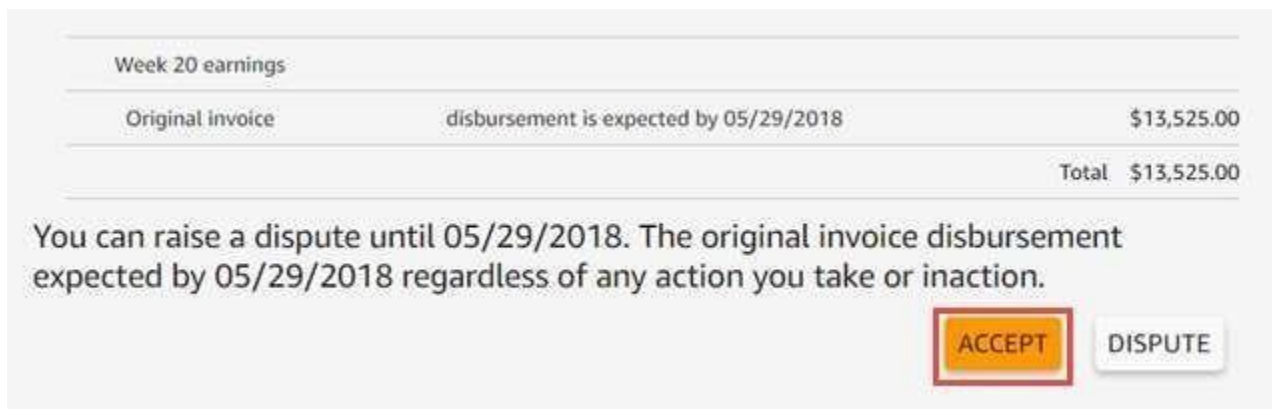 Week 20 earnings
Original invoice disbursement is expected by 05/29/2018 $13,525.00
Total $13,525.00
You can raise a dispute until 05/29/2018. The original invoice disbursement
expected by 05/29/2018 regardless of any action you take or inaction.
ACCEPT DISPUTE